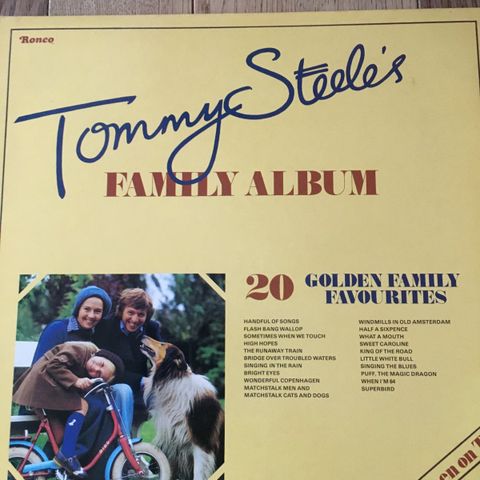 Ronco
Tommy Steele's
FAMILY ALBUM
20 GOLDEN FAMILY
FAVOURITES
HANDFUL OF SONGS
FLASH BANG WALLOP
SOMETIMES WHEN WE TOUCH
HIGH HOPES
THE RUNAWAY TRAIN
BRIDGE OVER TROUBLED WATERS
SINGING IN THE RAIN
BRIGHT EYES
WONDERFUL COPENHAGEN
MATCHSTALK MEN AND
MATCHSTALK CATS AND DOGS
WINDMILLS IN OLD AMSTERDAM
HALF A SIXPENCE
WHAT A MOUTH
SWEET CAROLINE
KING OF THE ROAD
LITTLE WHITE BULL
SINGING THE BLUES
PUFF, THE MAGIC DRAGON
WHEN I'M 64
SUPERBIRD
on